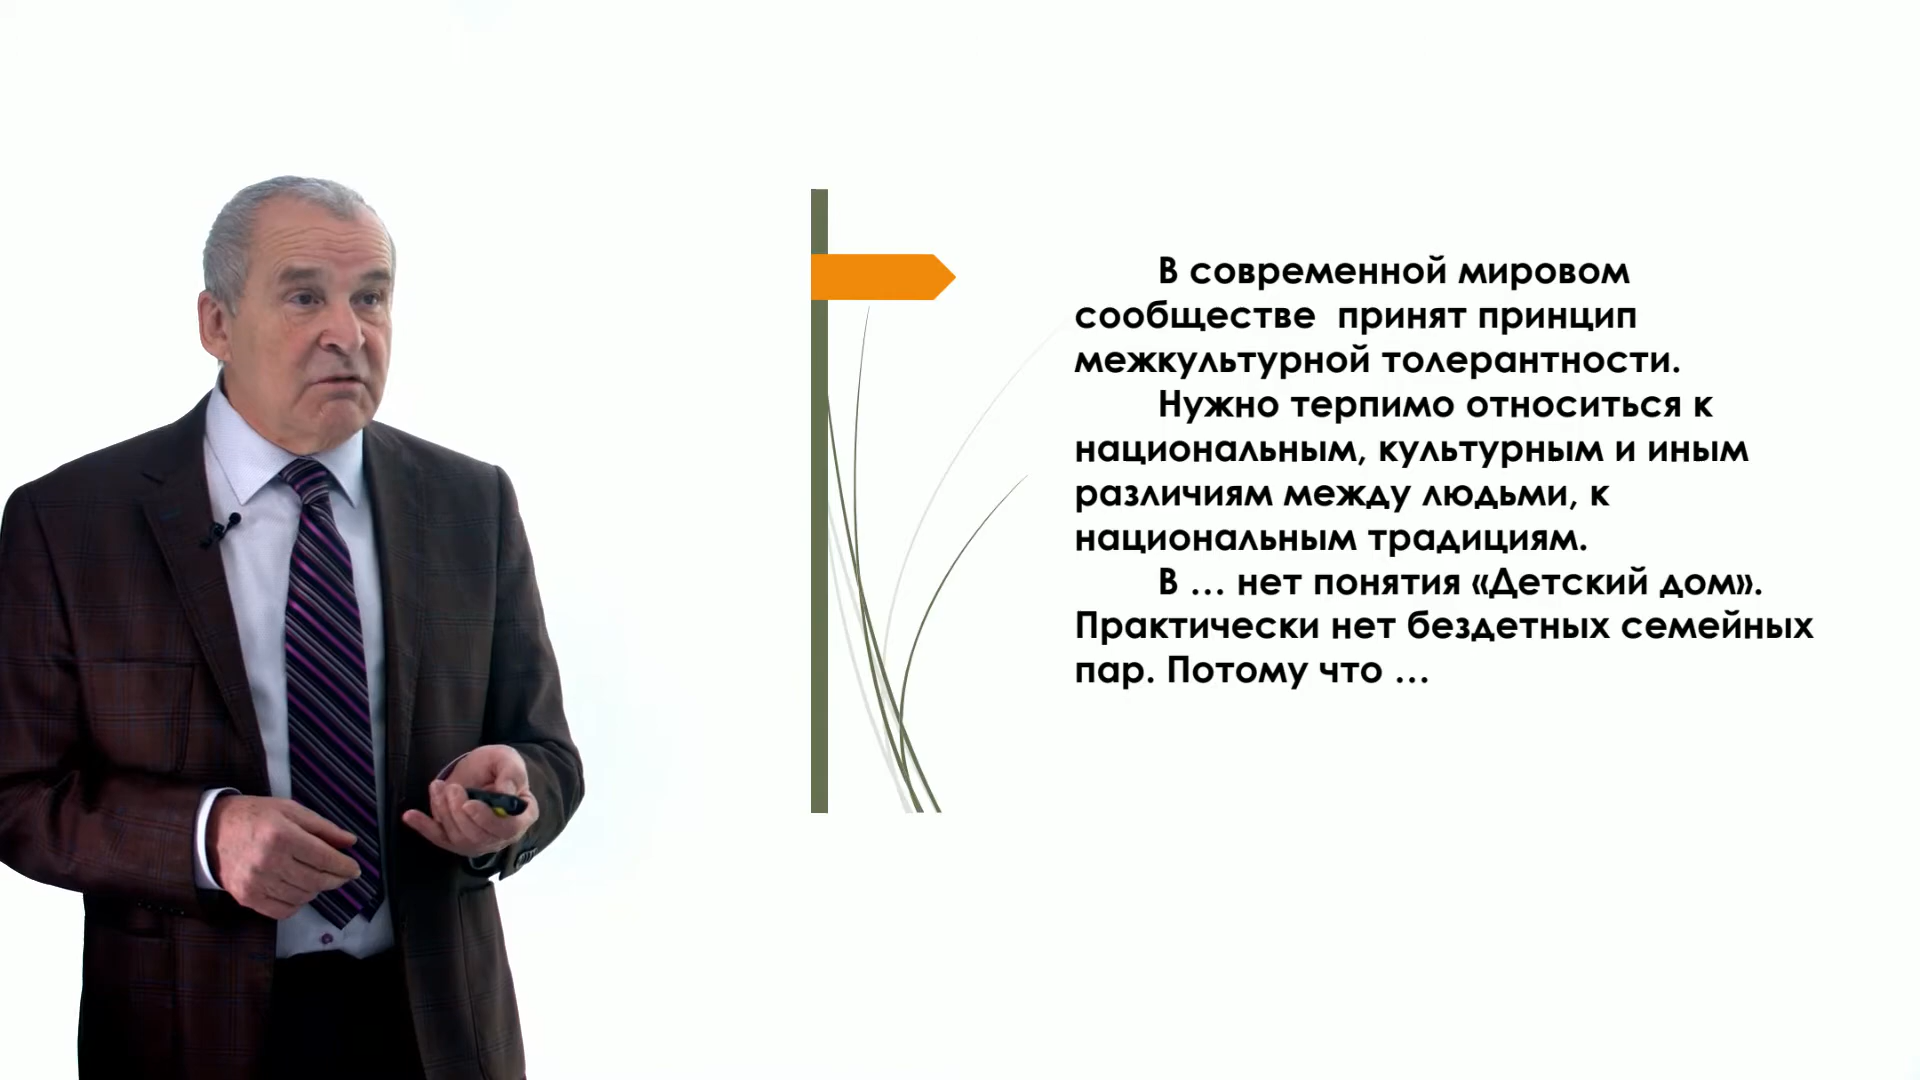 В современной мировом
сообществе принят принцип
межкультурной толерантности.
Нужно терпимо относиться к
национальным, культурным и иным
различиям между людьми, к
национальным традициям.
В … нет понятия «Детский дом».
Практически нет бездетных семейных
пар. Потому что …